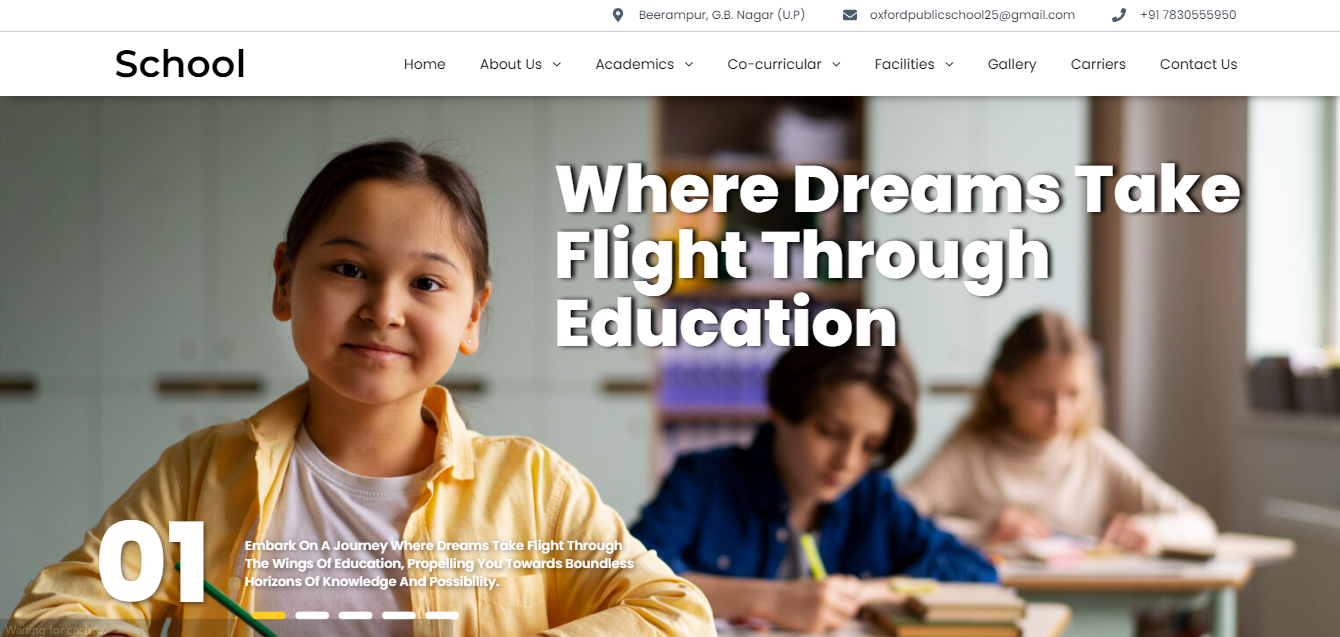 Beerampur, G.B. Nagar (U.P)
oxfordpublicschool25@gmail.com
+91 7830555950
School
Home
About Us
Academics
Co-curricular
Facilities
Gallery
Carriers
Contact Us
Where Dreams Take
Flight Through
Education
01
Embark On A Journey Where Dreams Take Flight Through
The Wings Of Education, Propelling You Towards Boundless
Horizons Of Knowledge And Possibility.
Waiting for cache...